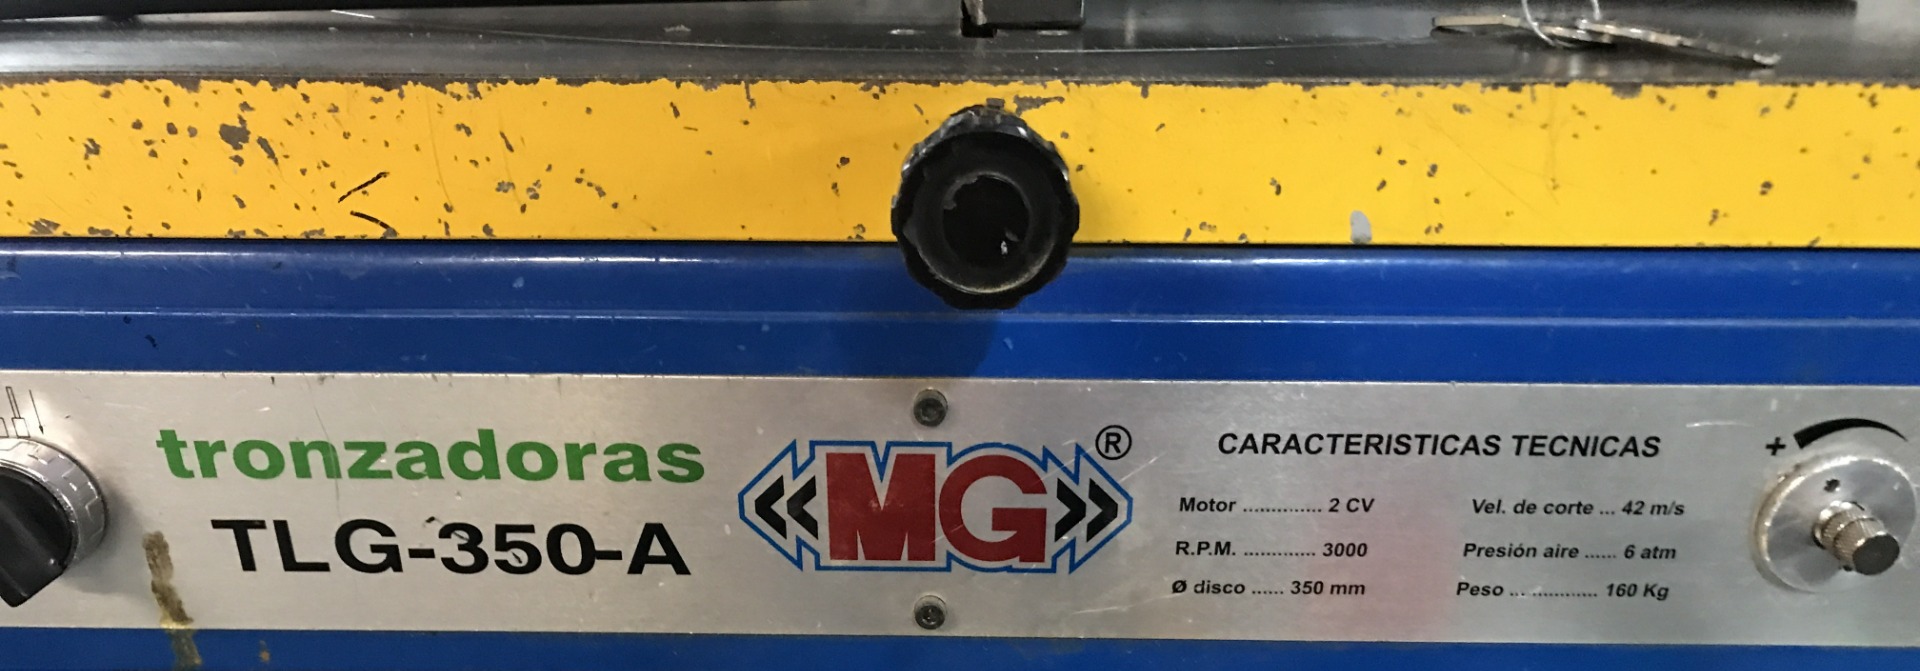 tronzadoras
TLG-350-A
MG®
CARACTERISTICAS TECNICAS
Motor .............. 2 CV
R.P.M. ............. 3000
Ø disco ...... 350 mm
Vel. de corte ... 42 m/s
Presión aire ...... 6 atm
Peso ... ............ 160 Kg
+